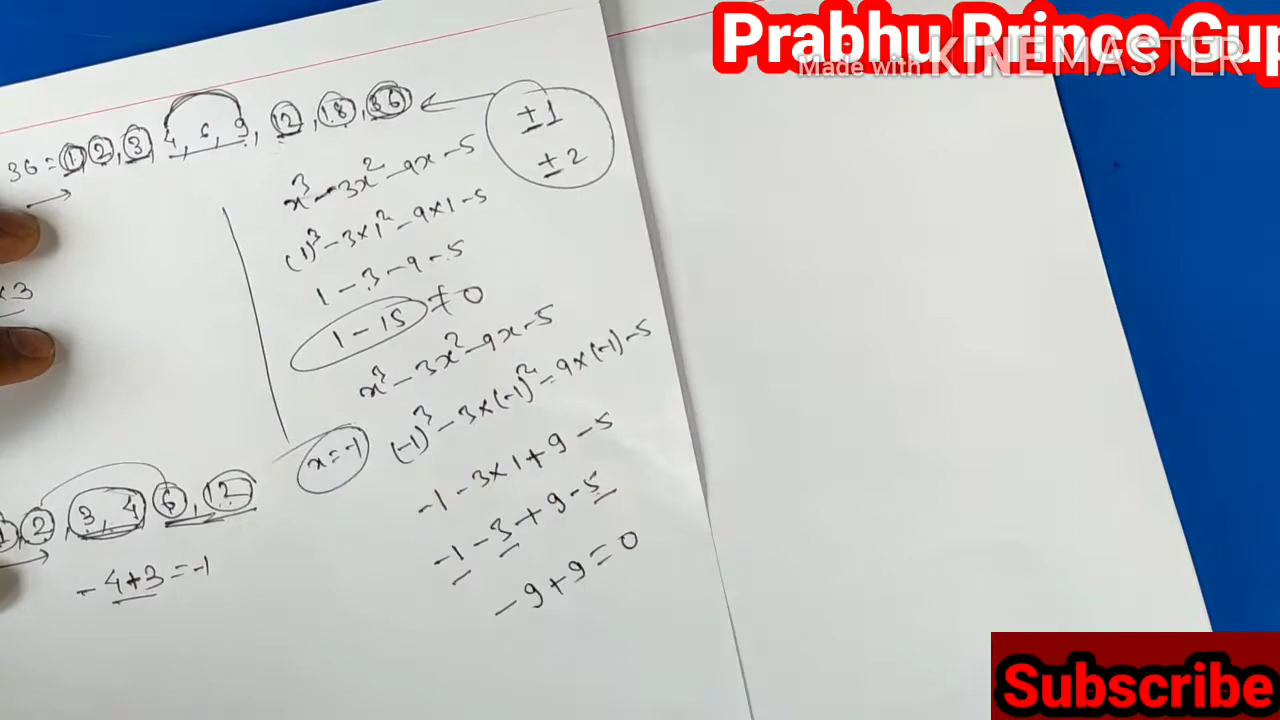 Prabhu Prince Gup
Made with KINEMASTER
36 = 1, 2, 3, 4, 6, 9, 12, 18, 36
±1
±2
x³ - 3x² - 9x - 5
(1)³ - 3×1² - 9×1 - 5
1 - 3 - 9 - 5
×3
1 - 15 ≠ 0
x³ - 3x² - 9x - 5
(-1)³ - 3×(-1)² - 9×(-1) - 5
x = -1
-1 - 3×1 + 9 - 5
1, 2, 3, 4, 6, 12
-1 - 3 + 9 - 5
- 4 + 3 = -1
- 9 + 9 = 0
Subscribe